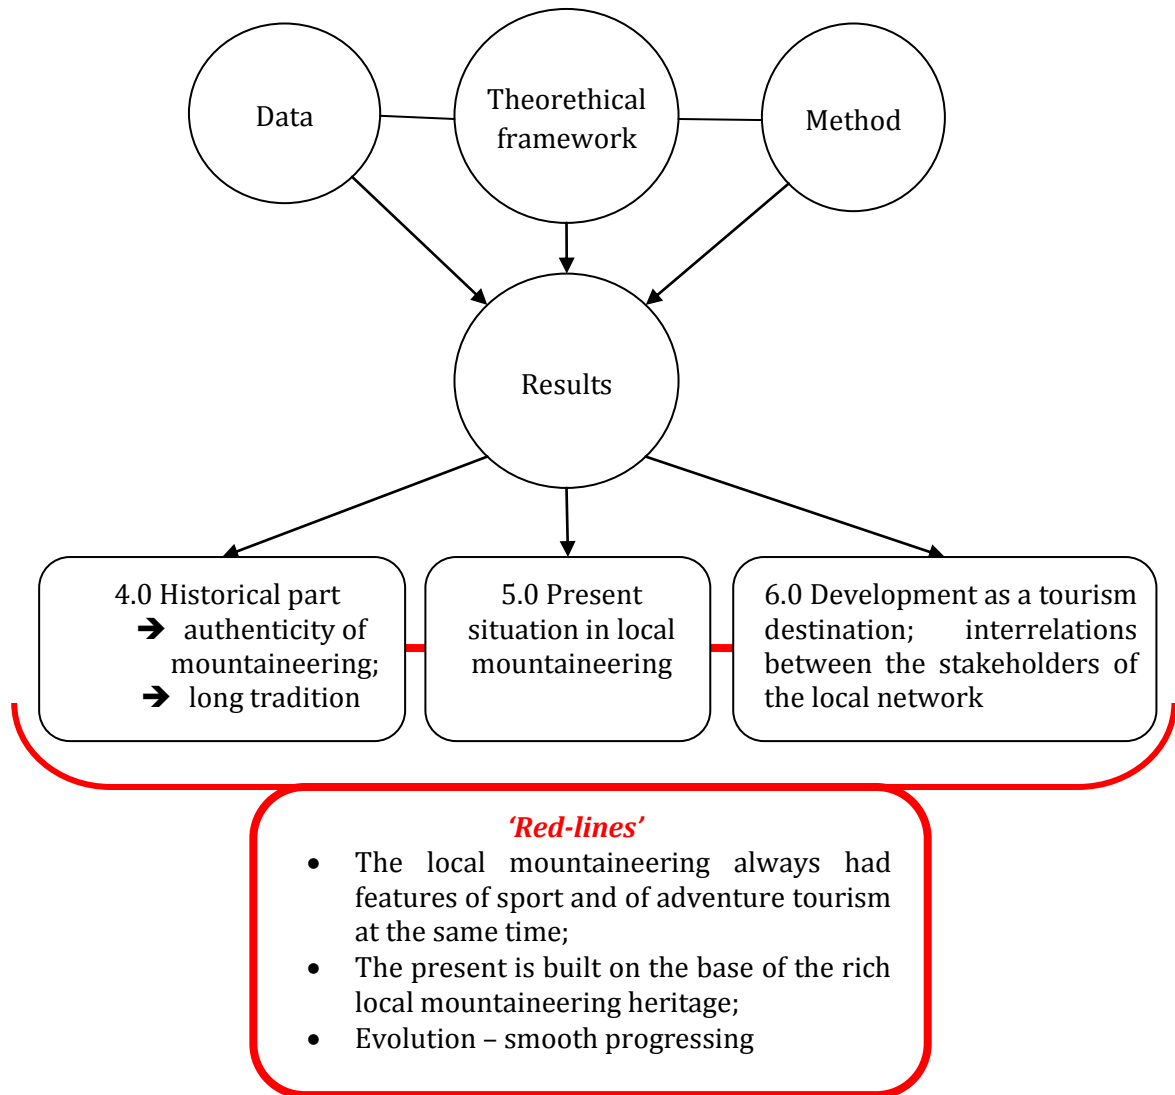 Data
Theorethical
framework
Method
Results
4.0 Historical part
➔ authenticity of
mountaineering;
➔ long tradition
5.0 Present
situation in local
mountaineering
6.0 Development as a tourism
destination; interrelations
between the stakeholders of
the local network
‘Red-lines’
• The local mountaineering always had
features of sport and of adventure tourism
at the same time;
• The present is built on the base of the rich
local mountaineering heritage;
• Evolution – smooth progressing